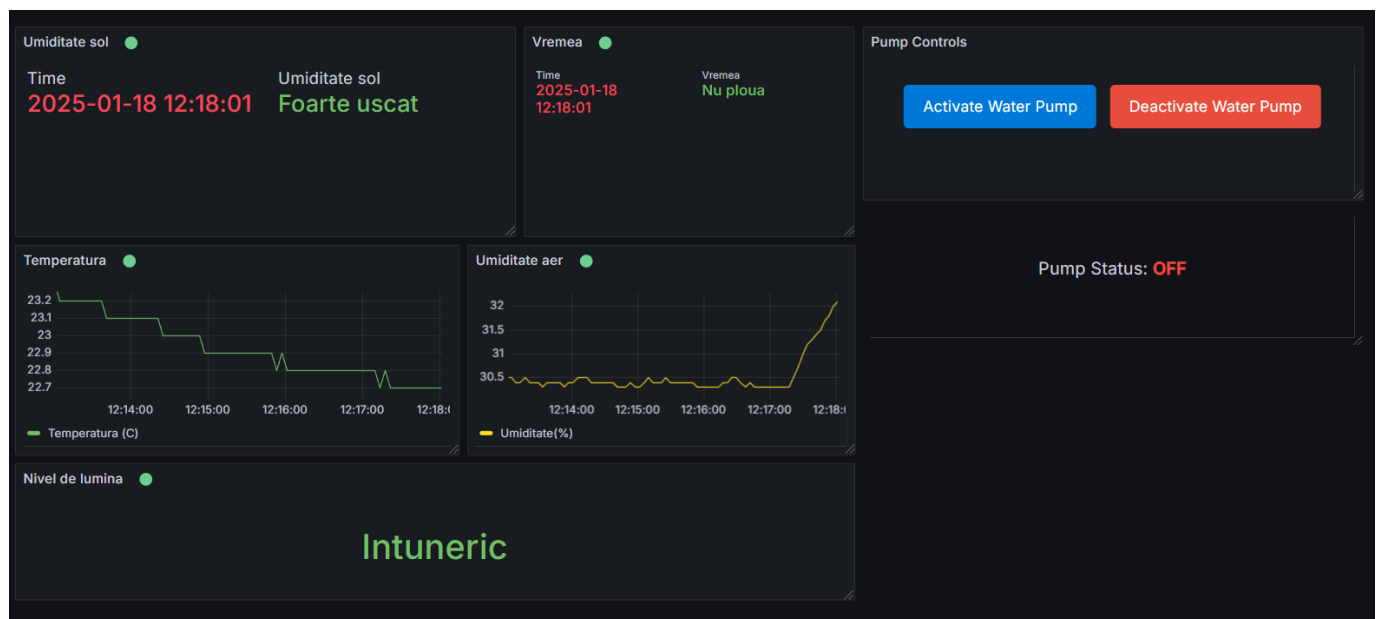 Umiditate sol
Time
2025-01-18 12:18:01
Umiditate sol
Foarte uscat
Vremea
Time
2025-01-18
12:18:01
Vremea
Nu ploua
Pump Controls
Activate Water Pump
Deactivate Water Pump
Pump Status: OFF
Temperatura
23.2
23.1
23
22.9
22.8
22.7
12:14:00 12:15:00 12:16:00 12:17:00 12:18:
Temperatura (C)
Umiditate aer
32
31.5
31
30.5
12:14:00 12:15:00 12:16:00 12:17:00 12:18:
Umiditate(%)
Nivel de lumina
Intuneric